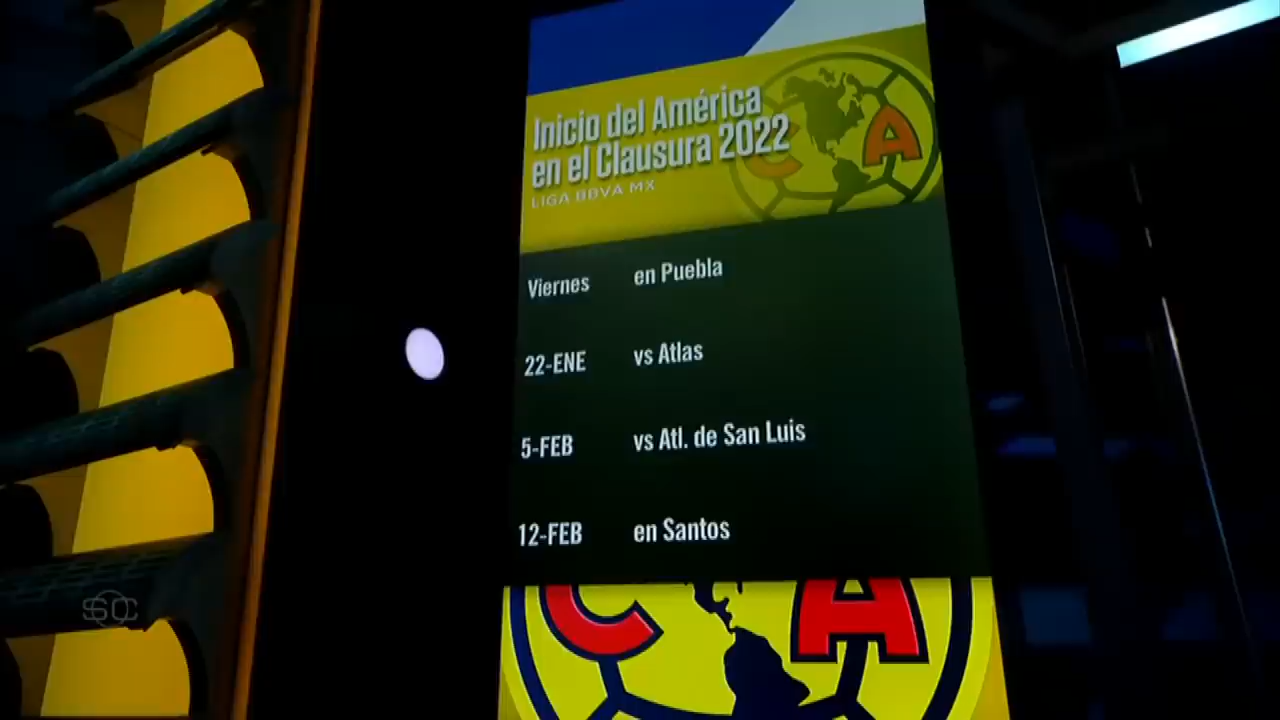 Inicio del América
en el Clausura 2022
LIGA BBVA MX
C A
Viernes en Puebla
22-ENE vs Atlas
5-FEB vs Atl. de San Luis
12-FEB en Santos
SC
C A